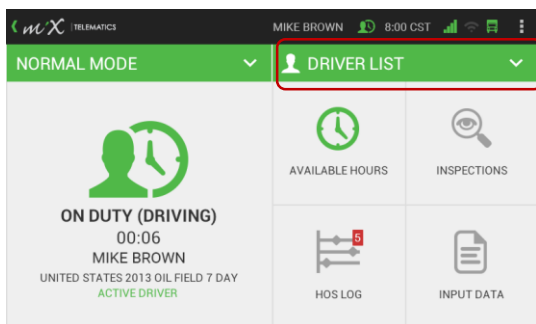 miX TELEMATICS
MIKE BROWN 8:00 CST
NORMAL MODE
DRIVER LIST
AVAILABLE HOURS
INSPECTIONS
ON DUTY (DRIVING)
00:06
MIKE BROWN
UNITED STATES 2013 OIL FIELD 7 DAY
ACTIVE DRIVER
5
HOS LOG
INPUT DATA